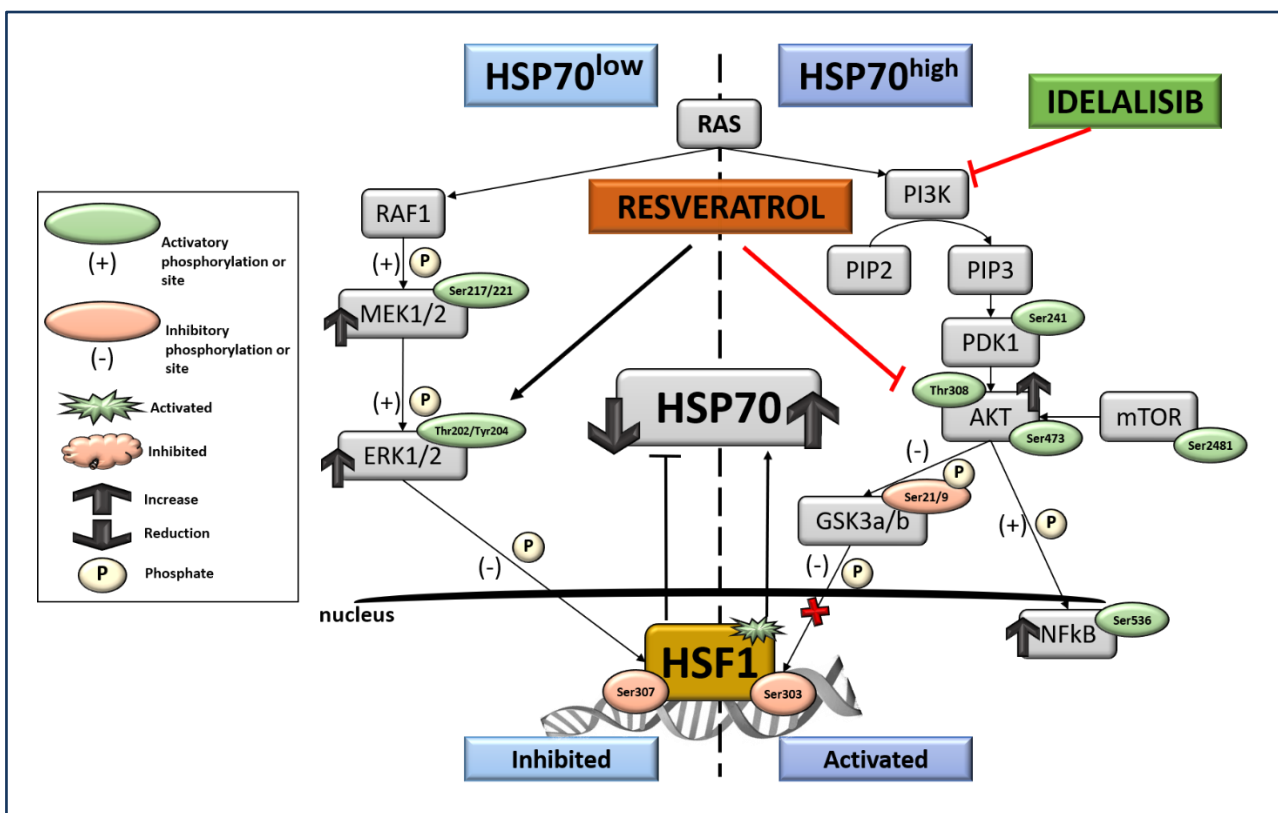 HSP70low
HSP70high
IDELALISIB
RAS
RESVERATROL
RAF1
PI3K
(+)
P
PIP2
PIP3
Ser217/221
MEK1/2
Ser241
PDK1
Thr308
HSP70
AKT
mTOR
(+)
P
Thr202/Tyr204
Ser473
Ser2481
ERK1/2
(-)
P
Ser21/9
GSK3a/b
(+)
P
P
(-)
(-)
P
nucleus
Ser536
NFkB
HSF1
Ser307
Ser303
Inhibited
Activated
Activatory
phosphorylation or
site
(+)
Inhibitory
phosphorylation or
site
(-)
Activated
Inhibited
Increase
Reduction
P
Phosphate